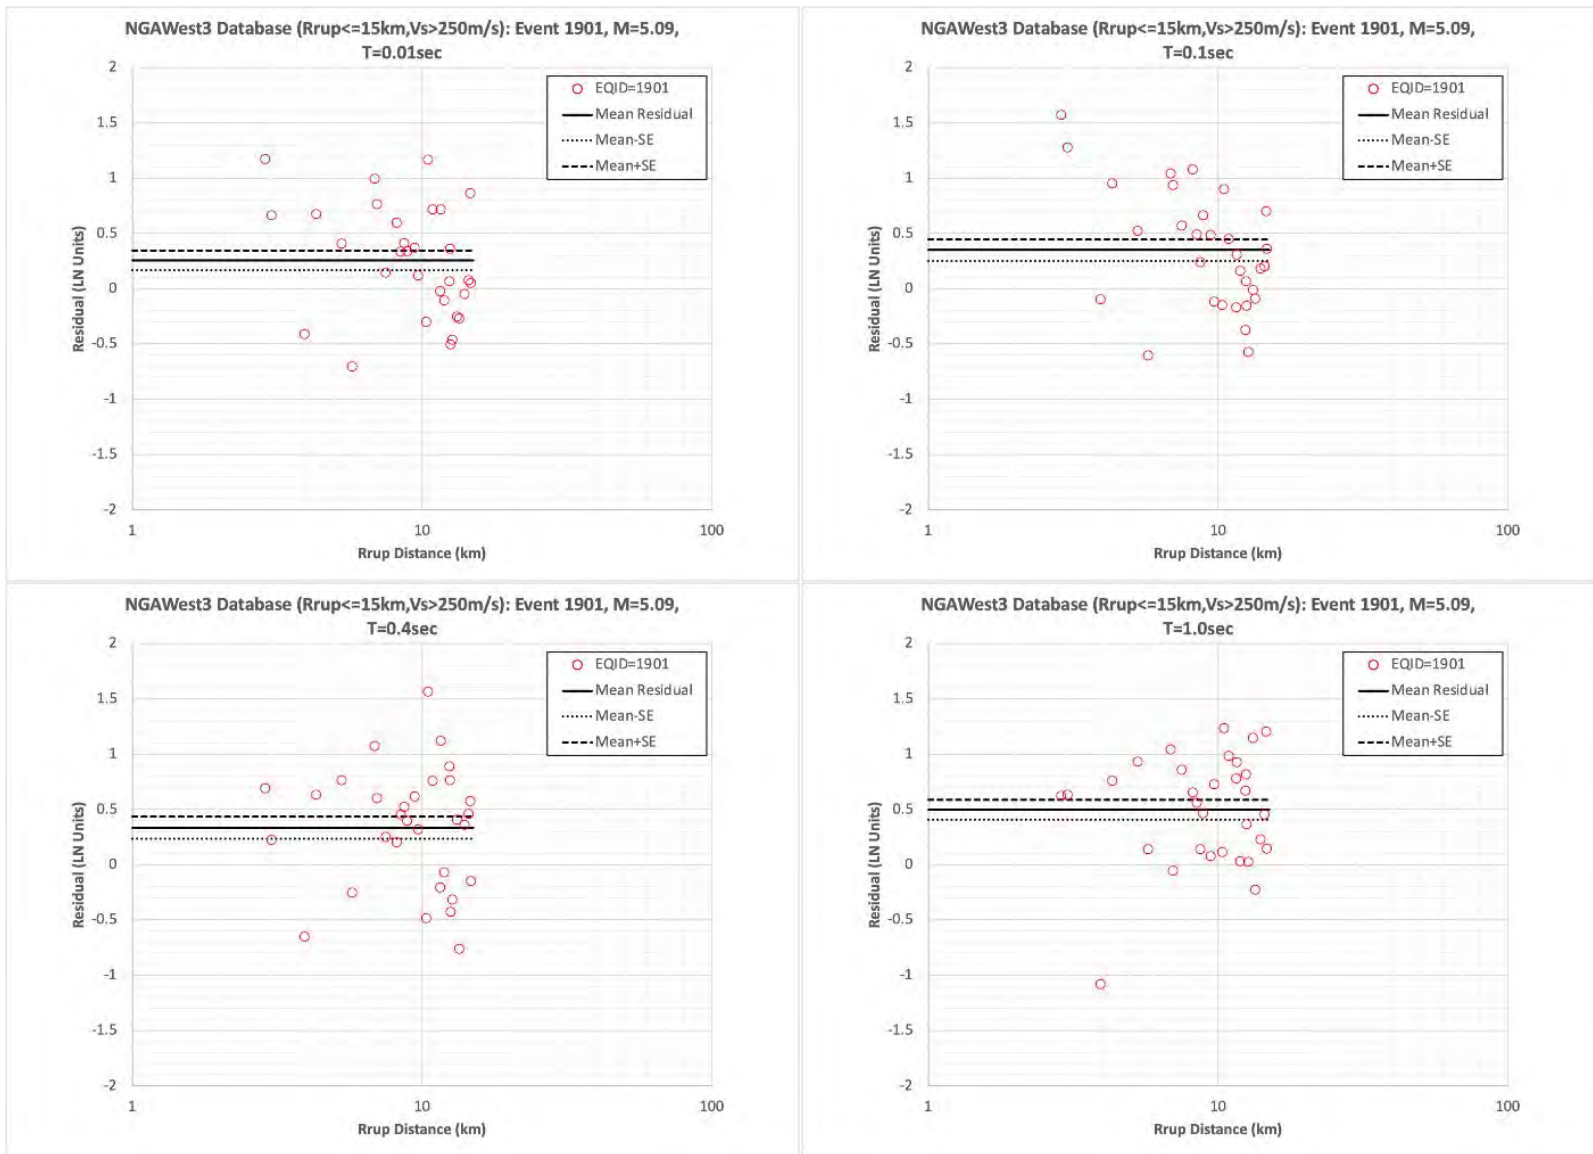 NGAWest3 Database (Rrup<=15km,Vs>250m/s): Event 1901, M=5.09,
T=0.01sec
2
1.5
1
0.5
0
-0.5
-1
-1.5
-2
Residual (LN Units)
1
10
100
Rrup Distance (km)
EQID=1901
Mean Residual
Mean-SE
Mean+SE
NGAWest3 Database (Rrup<=15km,Vs>250m/s): Event 1901, M=5.09,
T=0.1sec
2
1.5
1
0.5
0
-0.5
-1
-1.5
-2
Residual (LN Units)
1
10
100
Rrup Distance (km)
EQID=1901
Mean Residual
Mean-SE
Mean+SE
NGAWest3 Database (Rrup<=15km,Vs>250m/s): Event 1901, M=5.09,
T=0.4sec
2
1.5
1
0.5
0
-0.5
-1
-1.5
-2
Residual (LN Units)
1
10
100
Rrup Distance (km)
EQID=1901
Mean Residual
Mean-SE
Mean+SE
NGAWest3 Database (Rrup<=15km,Vs>250m/s): Event 1901, M=5.09,
T=1.0sec
2
1.5
1
0.5
0
-0.5
-1
-1.5
-2
Residual (LN Units)
1
10
100
Rrup Distance (km)
EQID=1901
Mean Residual
Mean-SE
Mean+SE